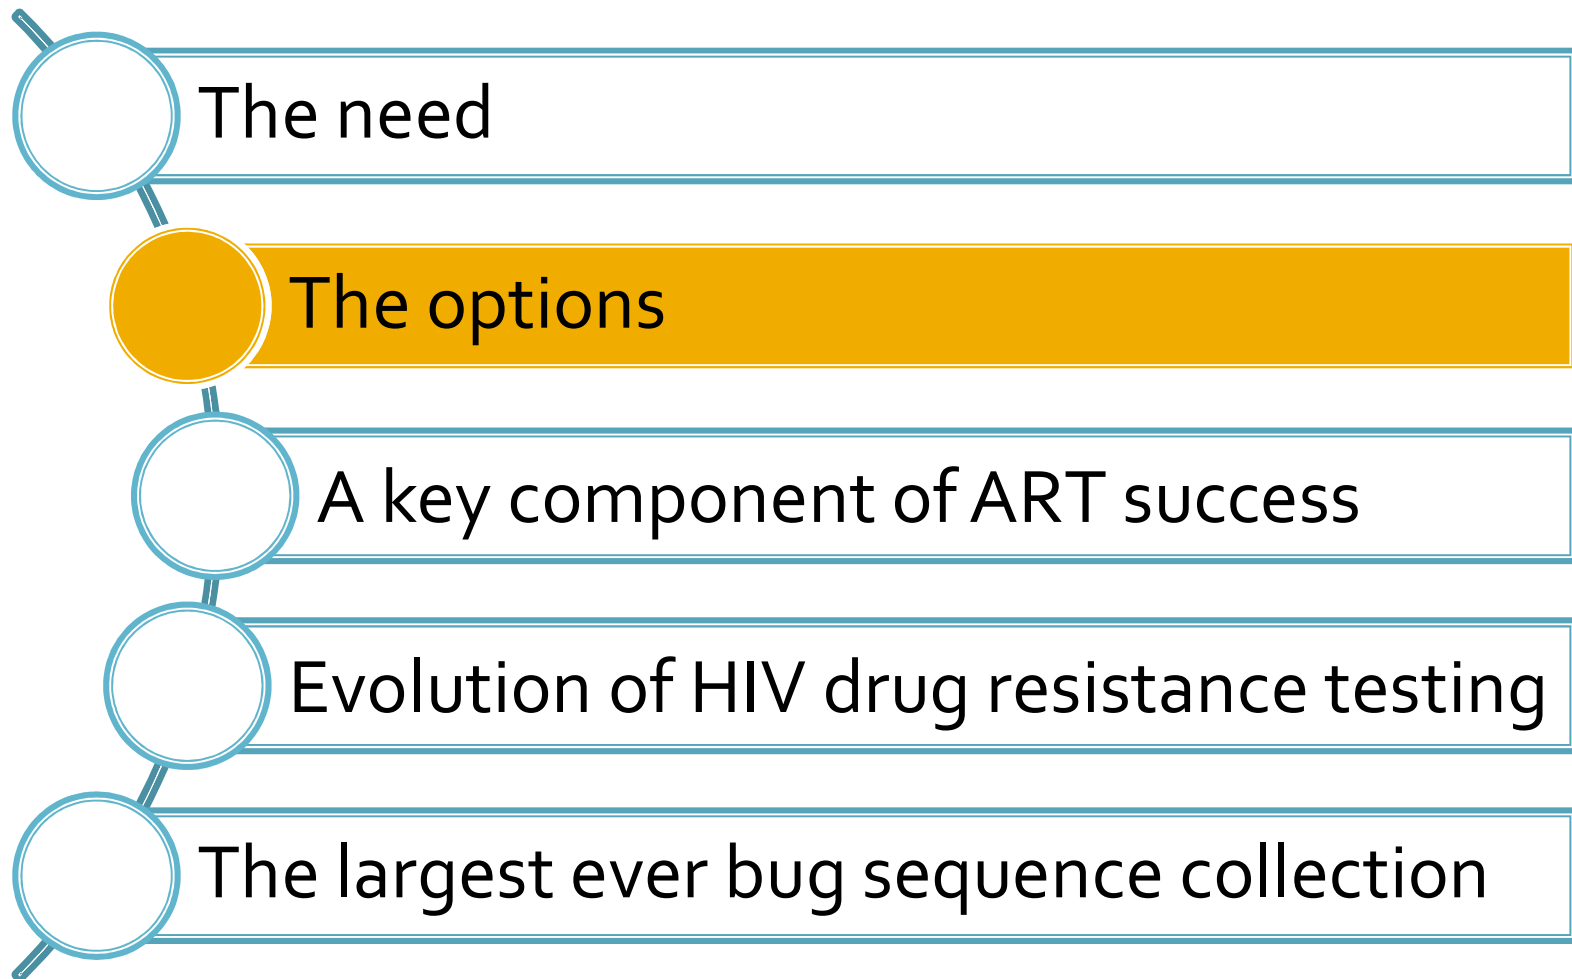 The need
The options
A key component of ART success
Evolution of HIV drug resistance testing
The largest ever bug sequence collection